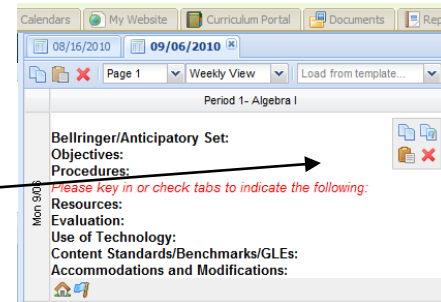 Calendars My Website Curriculum Portal Documents Rep
08/16/2010 09/06/2010
Page 1 Weekly View Load from template...
Period 1- Algebra I
Mon 9/06
Bellringer/Anticipatory Set:
Objectives:
Procedures:
Please key in or check tabs to indicate the following:
Resources:
Evaluation:
Use of Technology:
Content Standards/Benchmarks/GLEs:
Accommodations and Modifications: